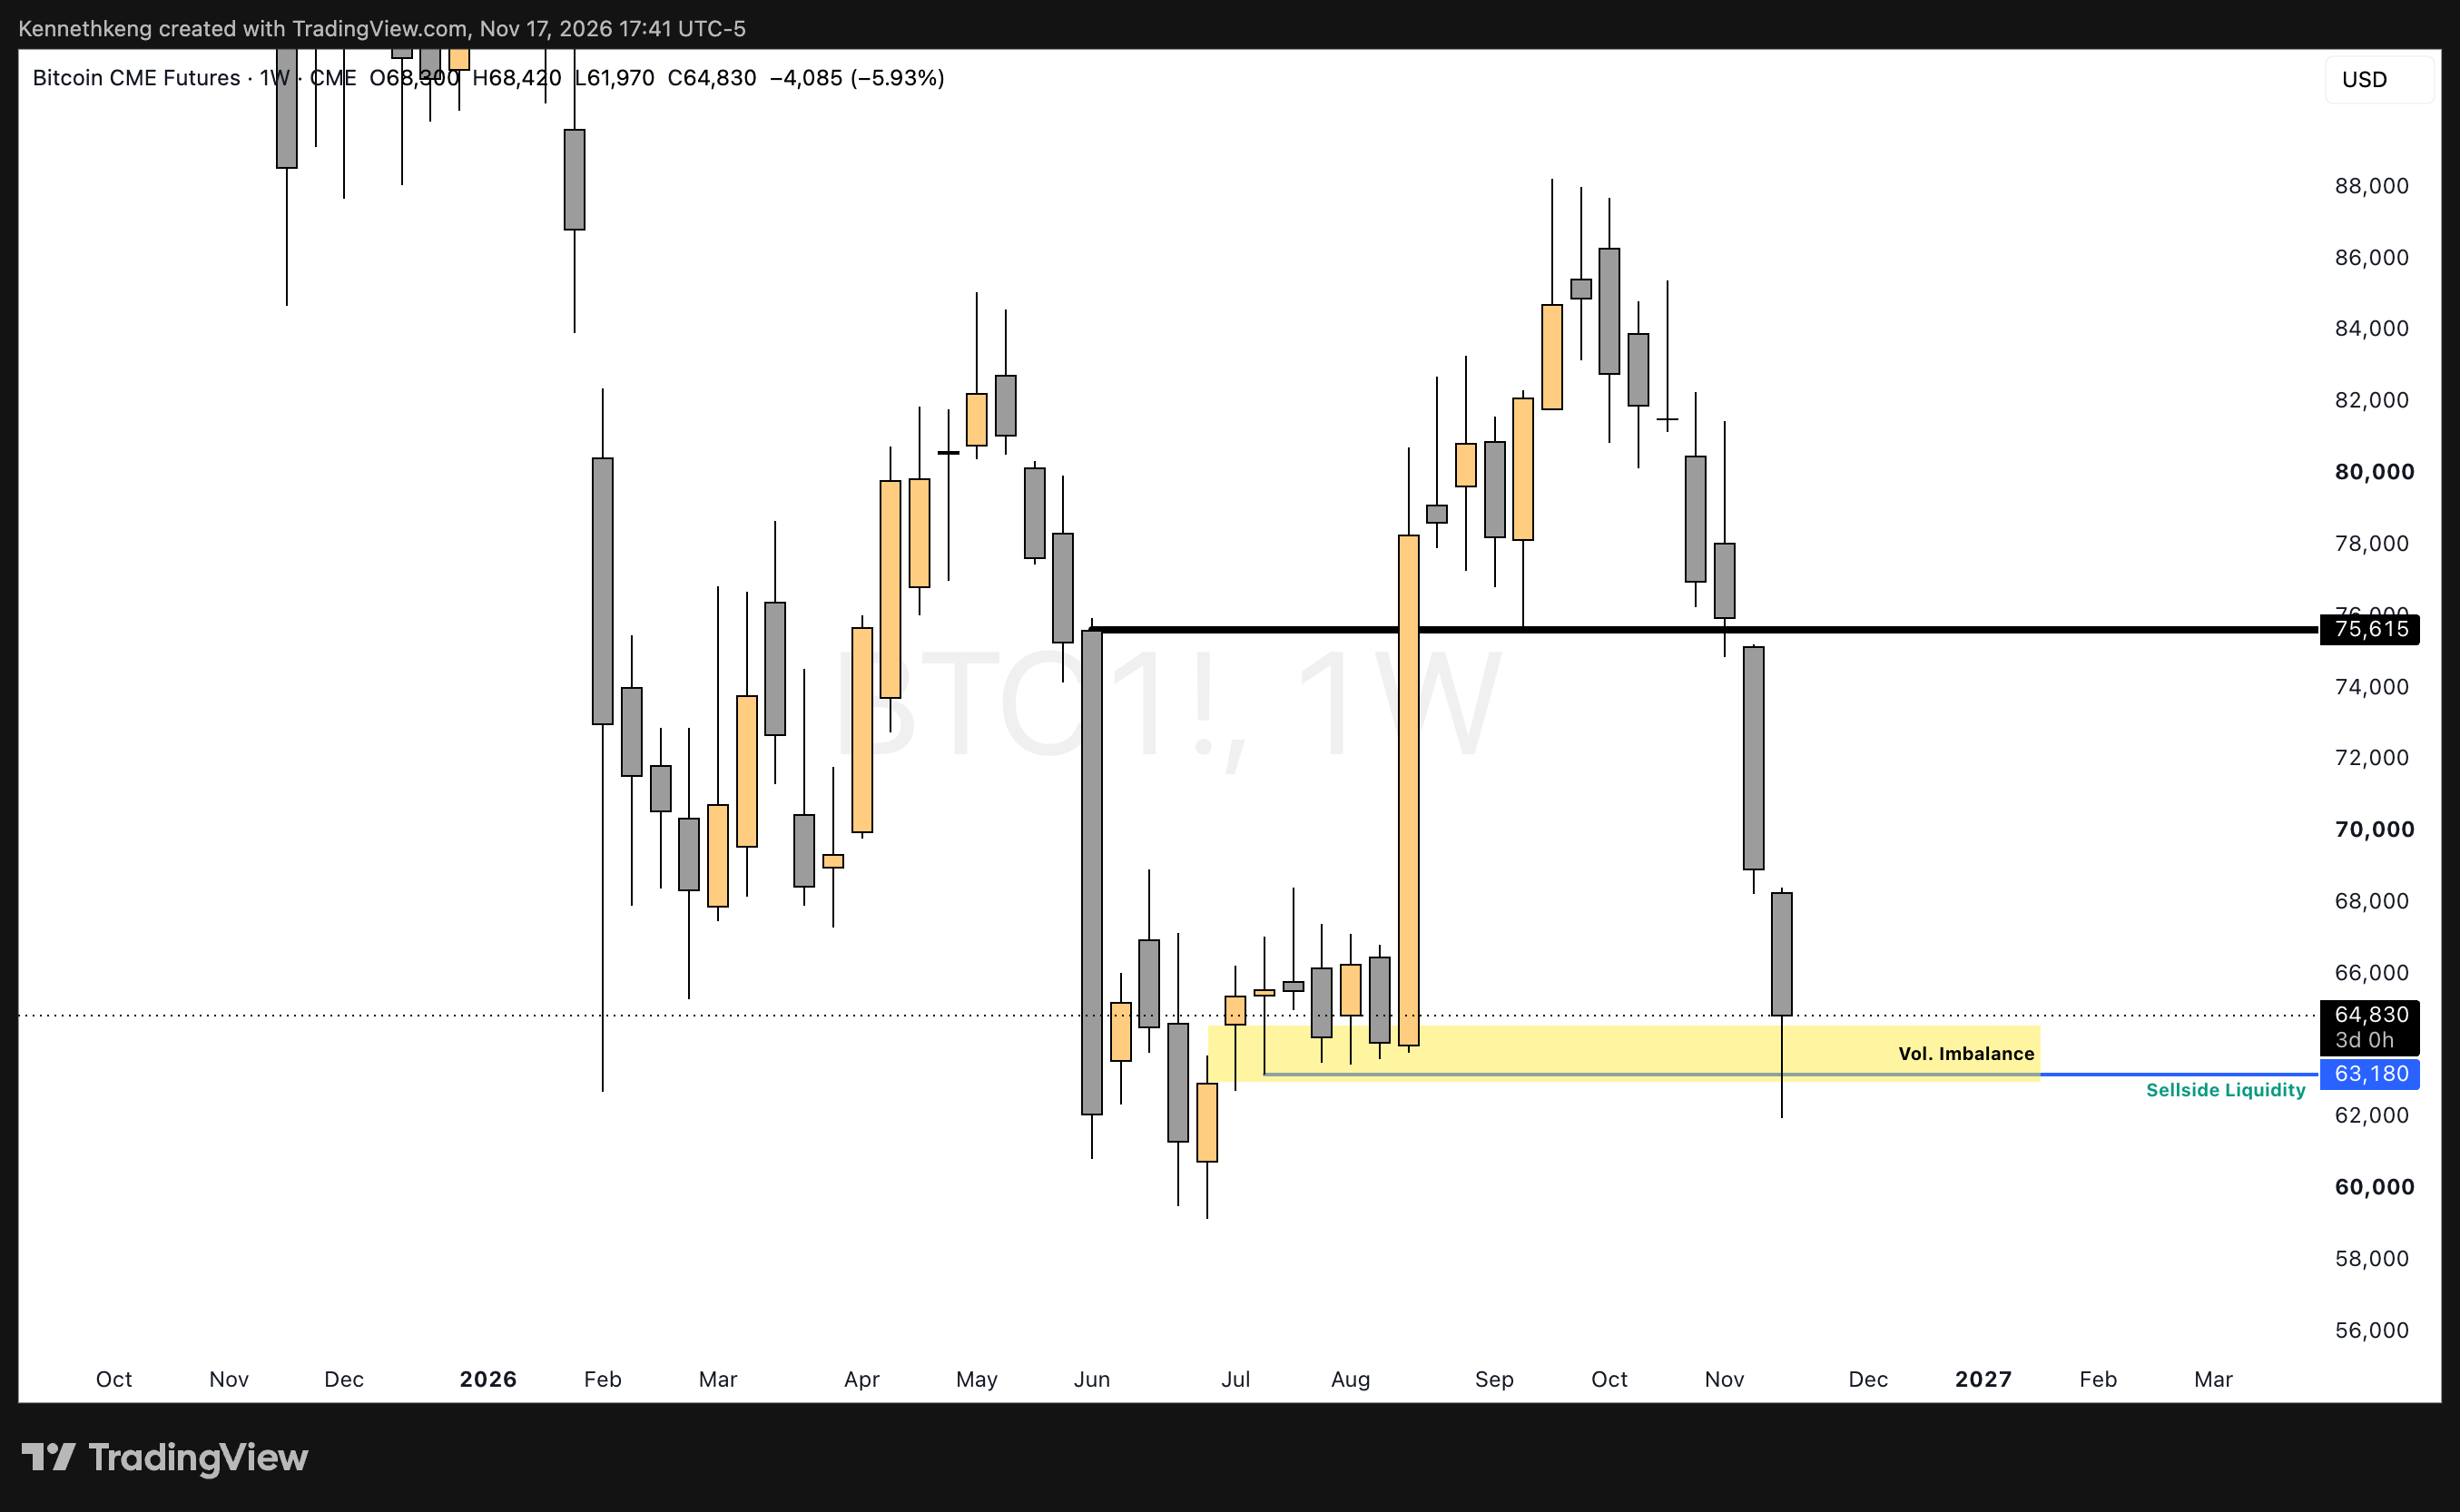 Kennethkeng created with TradingView.com, Nov 17, 2026 17:41 UTC-5
Bitcoin CME Futures · 1W · CME O68,300 H68,420 L61,970 C64,830 −4,085 (−5.93%)
USD
88,000
86,000
84,000
82,000
80,000
78,000
76,000
75,615
74,000
72,000
70,000
68,000
66,000
64,830
3d 0h
63,180
62,000
60,000
58,000
56,000
BTC1!, 1W
Vol. Imbalance
Sellside Liquidity
Oct Nov Dec 2026 Feb Mar Apr May Jun Jul Aug Sep Oct Nov Dec 2027 Feb Mar
TradingView